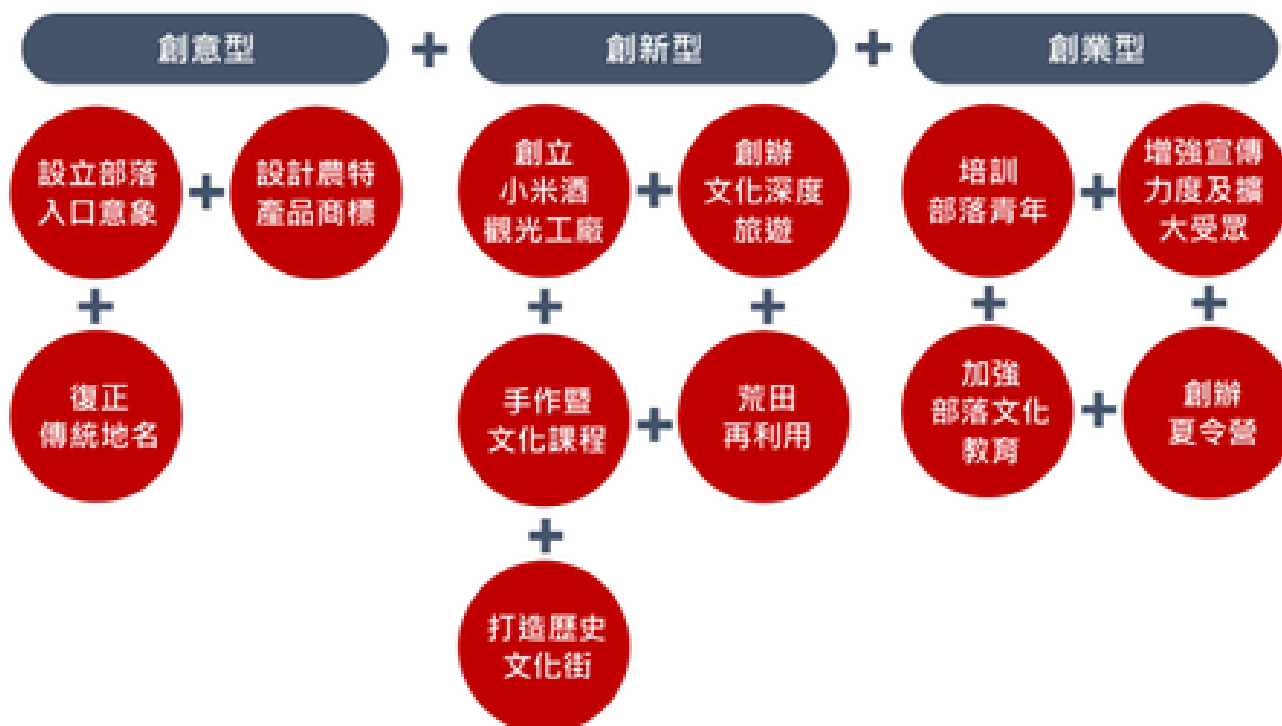 創意型
創新型
創業型
設立部落
入口意象
設計農特
產品商標
復正
傳統地名
創立
小米酒
觀光工廠
創辦
文化深度
旅遊
手作暨
文化課程
荒田
再利用
打造歷史
文化街
培訓
部落青年
增強宣傳
力度及擴
大受眾
加強
部落文化
教育
創辦
夏令營